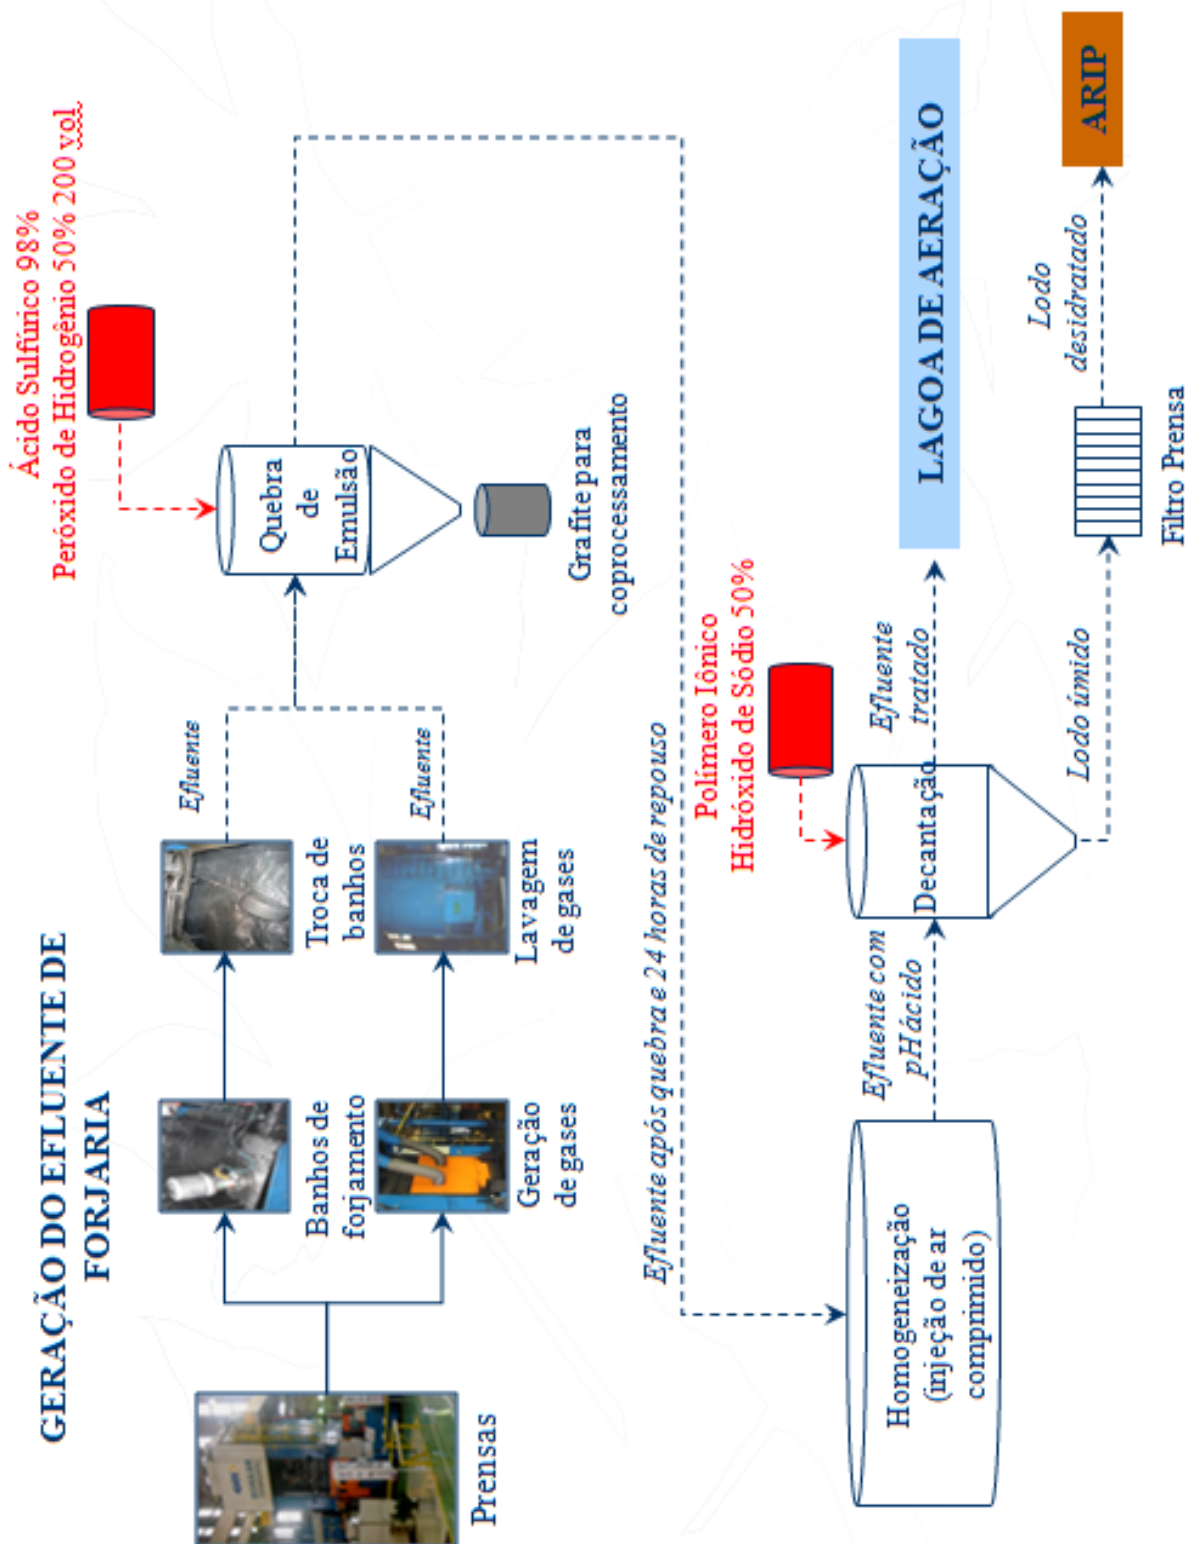 GERAÇÃO DO EFLUENTE DE
FORJARIA
Ácido Sulfúrico 98%
Peróxido de Hidrogênio 50% 200 vol
Prensas
Banhos de
forjamento
Troca de
banhos
Efluente
Geração
de gases
Lavagem
de gases
Efluente
Quebra
de
Emulsão
Grafite para
coprocessamento
Efluente após quebra e 24 horas de repouso
Polímero Iônico
Hidróxido de Sódio 50%
Homogeneização
(injeção de ar
comprimido)
Efluente com
pH ácido
Decantação
Efluente
tratado
LAGOA DE AERAÇÃO
Lodo úmido
Filtro Prensa
Lodo
desidratado
ARIP